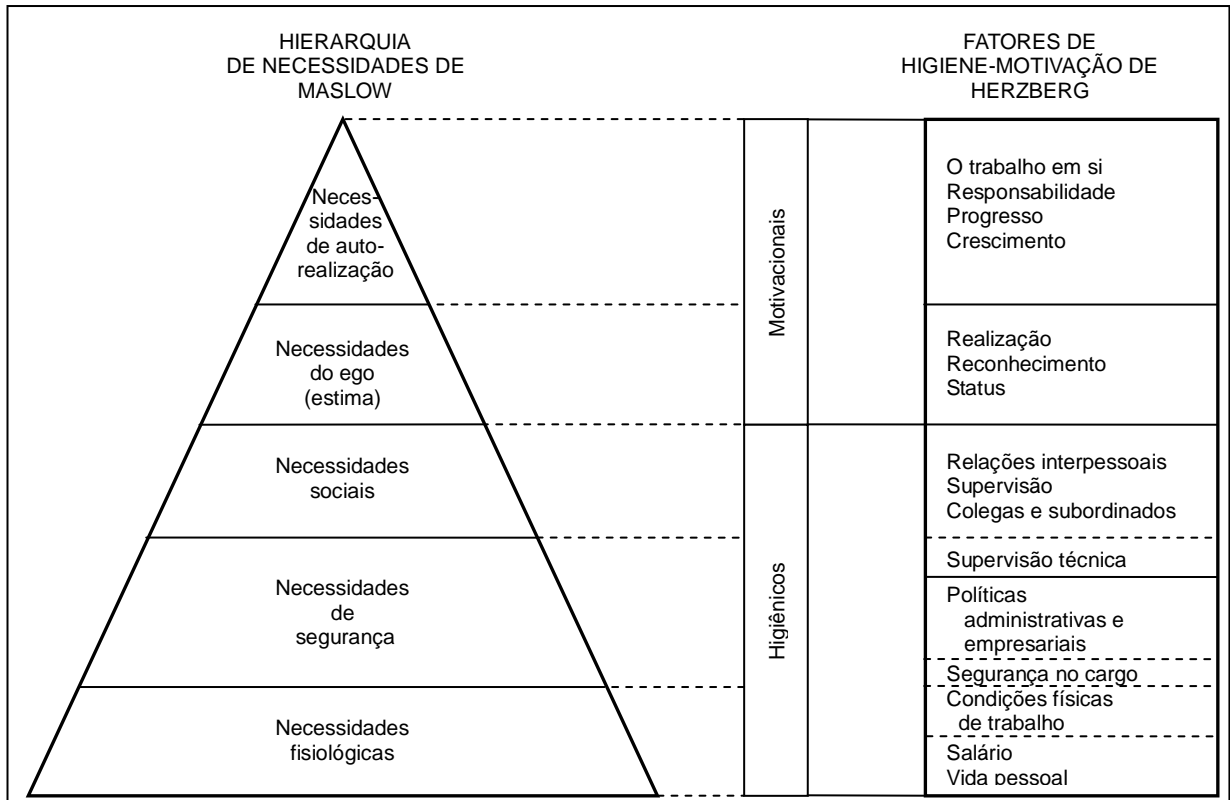 HIERARQUIA
DE NECESSIDADES DE
MASLOW
FATORES DE
HIGIENE-MOTIVAÇÃO DE
HERZBERG
Neces-
sidades
de auto-
realização
Necessidades
do ego
(estima)
Necessidades
sociais
Necessidades
de
segurança
Necessidades
fisiológicas
Motivacionais
Higiênicos
O trabalho em si
Responsabilidade
Progresso
Crescimento
Realização
Reconhecimento
Status
Relações interpessoais
Supervisão
Colegas e subordinados
Supervisão técnica
Políticas
administrativas e
empresariais
Segurança no cargo
Condições físicas
de trabalho
Salário
Vida pessoal